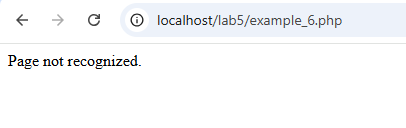 localhost/lab5/example_6.php
Page not recognized.